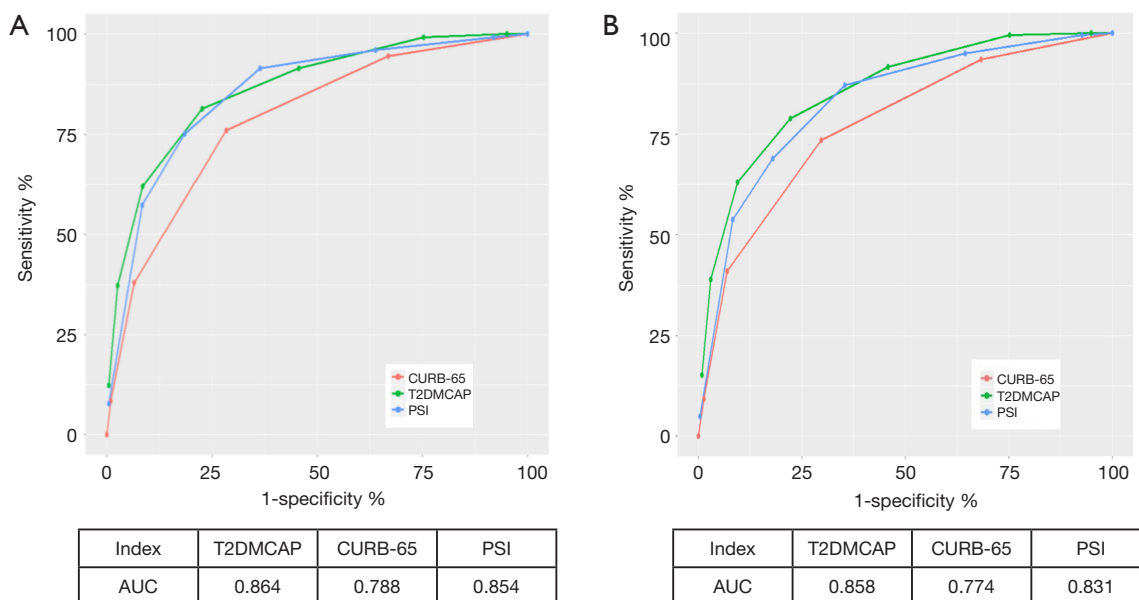 A
100
75
50
25
0
Sensitivity %
0 25 50 75 100
1-specificity %
CURB-65
T2DMCAP
PSI
Index T2DMCAP CURB-65 PSI
AUC 0.864 0.788 0.854
B
100
75
50
25
0
Sensitivity %
0 25 50 75 100
1-specificity %
CURB-65
T2DMCAP
PSI
Index T2DMCAP CURB-65 PSI
AUC 0.858 0.774 0.831